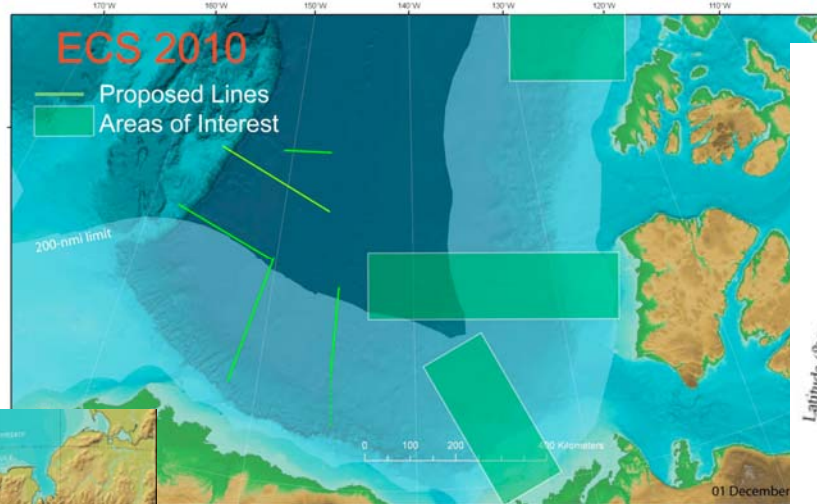 170°W 160°W 150°W 140°W 130°W 120°W 110°W
ECS 2010
Proposed Lines
Areas of Interest
200-nmi limit
0 100 200 400 Kilometers
01 December